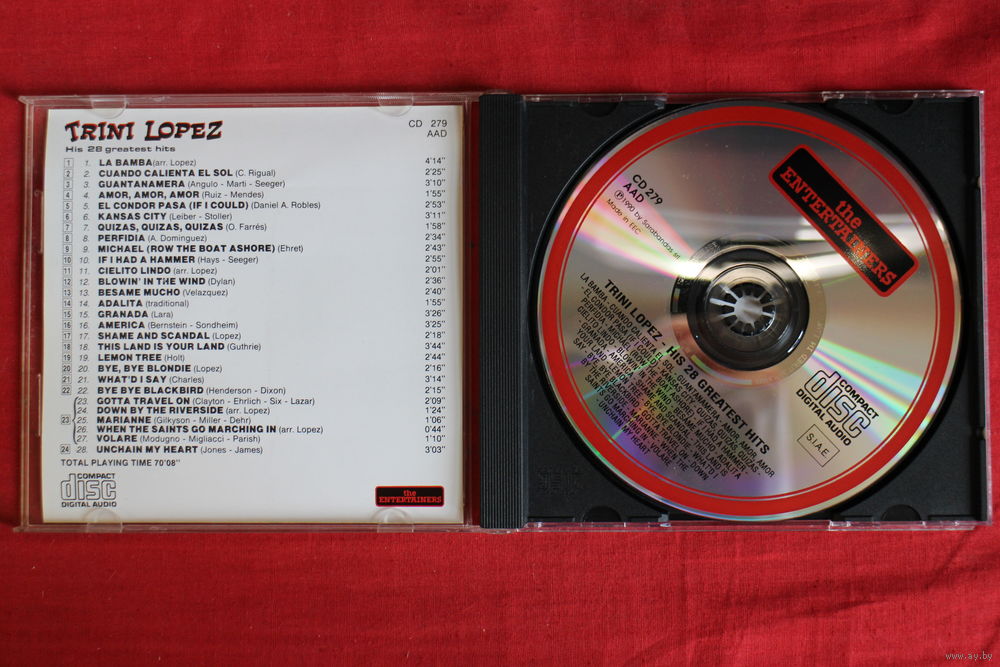 TRINI LOPEZ
CD 279
AAD
His 28 greatest hits
1 1. LA BAMBA (arr. Lopez) 4'14"
2 2. CUANDO CALIENTA EL SOL (C. Rigual) 2'25"
3 3. GUANTANAMERA (Angulo - Marti - Seeger) 3'10"
4 4. AMOR, AMOR, AMOR (Ruiz - Mendes) 1'55"
5 5. EL CONDOR PASA (IF I COULD) (Daniel A. Robles) 2'53"
6 6. KANSAS CITY (Leiber - Stoller) 3'11"
7 7. QUIZAS, QUIZAS, QUIZAS (O. Farrés) 1'58"
8 8. PERFIDIA (A. Dominguez) 2'34"
9 9. MICHAEL (ROW THE BOAT ASHORE) (Ehret) 2'43"
10 10. IF I HAD A HAMMER (Hays - Seeger) 2'55"
11 11. CIELITO LINDO (arr. Lopez) 2'01"
12 12. BLOWIN' IN THE WIND (Dylan) 2'36"
13 13. BESAME MUCHO (Velazquez) 2'40"
14 14. ADALITA (traditional) 1'55"
15 15. GRANADA (Lara) 3'26"
16 16. AMERICA (Bernstein - Sondheim) 3'25"
17 17. SHAME AND SCANDAL (Lopez) 2'18"
18 18. THIS LAND IS YOUR LAND (Guthrie) 3'44"
19 19. LEMON TREE (Holt) 2'44"
20 20. BYE, BYE BLONDIE (Lopez) 2'16"
21 21. WHAT'D I SAY (Charles) 3'14"
22 22. BYE BYE BLACKBIRD (Henderson - Dixon) 2'15"
23. GOTTA TRAVEL ON (Clayton - Ehrlich - Six - Lazar) 2'09"
24. DOWN BY THE RIVERSIDE (arr. Lopez) 1'24"
23 25. MARIANNE (Gilkyson - Miller - Dehr) 1'06"
26. WHEN THE SAINTS GO MARCHING IN (arr. Lopez) 0'44"
27. VOLARE (Modugno - Migliacci - Parish) 1'10"
24 28. UNCHAIN MY HEART (Jones - James) 3'03"
TOTAL PLAYING TIME 70'08"
COMPACT
disc
DIGITAL AUDIO
the
ENTERTAINERS
the
ENTERTAINERS
CD 279
AAD
℗ 1990 by Sarabandas srl
Made in EEC
TRINI LOPEZ - HIS 28 GREATEST HITS
LA BAMBA - CUANDO CALIENTA EL SOL - GUANTANAMERA - AMOR, AMOR, AMOR
COMPACT
disc
DIGITAL AUDIO
S.I.A.E.
www.ay.by